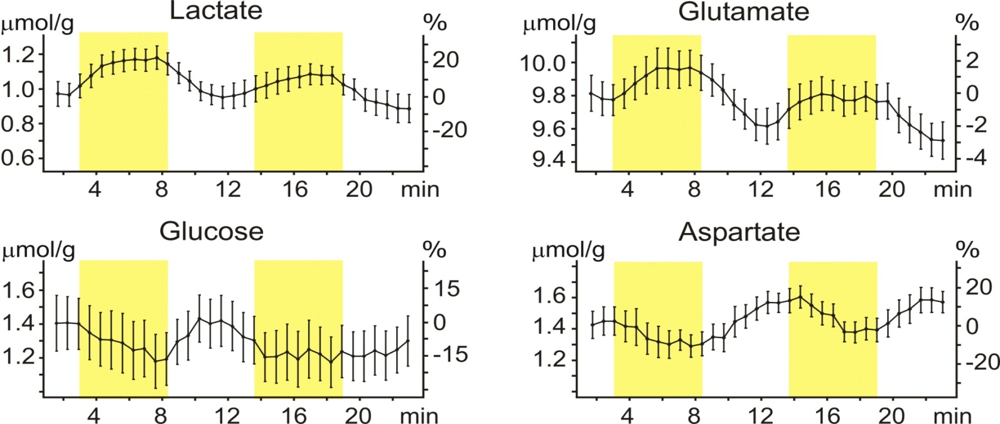 Lactate
μmol/g %
1.2
1.0
0.8
0.6
20
0
-20
4 8 12 16 20 min
Glutamate
μmol/g %
10.0
9.8
9.6
9.4
2
0
-2
-4
4 8 12 16 20 min
Glucose
μmol/g %
1.6
1.4
1.2
15
0
-15
4 8 12 16 20 min
Aspartate
μmol/g %
1.6
1.4
1.2
20
0
-20
4 8 12 16 20 min